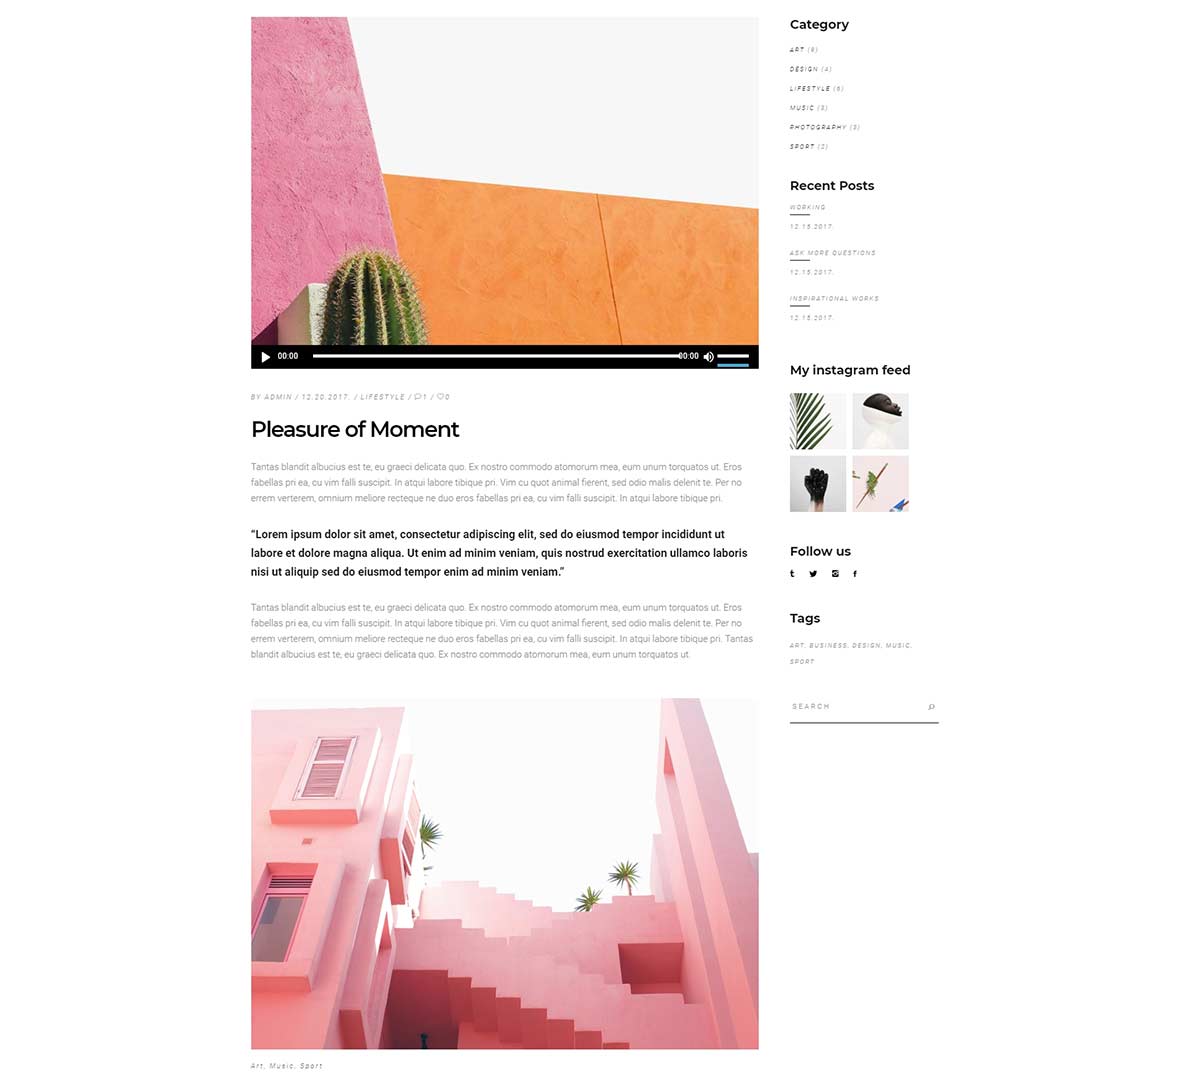 00:00
00:00
BY ADMIN / 12.20.2017. / LIFESTYLE / 1 / 0
Pleasure of Moment
Tantas blandit albucius est te, eu graeci delicata quo. Ex nostro commodo atomorum mea, eum unum torquatos ut. Eros
fabellas pri ea, cu vim falli suscipit. In atqui labore tibique pri. Vim cu quot animal fierent, sed odio malis delenit te. Per no
errem verterem, omnium meliore recteque ne duo eros fabellas pri ea, cu vim falli suscipit. In atqui labore tibique pri.
“Lorem ipsum dolor sit amet, consectetur adipiscing elit, sed do eiusmod tempor incididunt ut
labore et dolore magna aliqua. Ut enim ad minim veniam, quis nostrud exercitation ullamco laboris
nisi ut aliquip sed do eiusmod tempor enim ad minim veniam.”
Tantas blandit albucius est te, eu graeci delicata quo. Ex nostro commodo atomorum mea, eum unum torquatos ut. Eros
fabellas pri ea, cu vim falli suscipit. In atqui labore tibique pri. Vim cu quot animal fierent, sed odio malis delenit te. Per no
errem verterem, omnium meliore recteque ne duo eros fabellas pri ea, cu vim falli suscipit. In atqui labore tibique pri. Tantas
blandit albucius est te, eu graeci delicata quo. Ex nostro commodo atomorum mea, eum unum torquatos ut.
Art, Music, Sport
Category
ART (8)
DESIGN (4)
LIFESTYLE (6)
MUSIC (3)
PHOTOGRAPHY (3)
SPORT (2)
Recent Posts
WORKING
12.15.2017.
ASK MORE QUESTIONS
12.15.2017.
INSPIRATIONAL WORKS
12.15.2017.
My instagram feed
Follow us
Tags
ART, BUSINESS, DESIGN, MUSIC,
SPORT
SEARCH